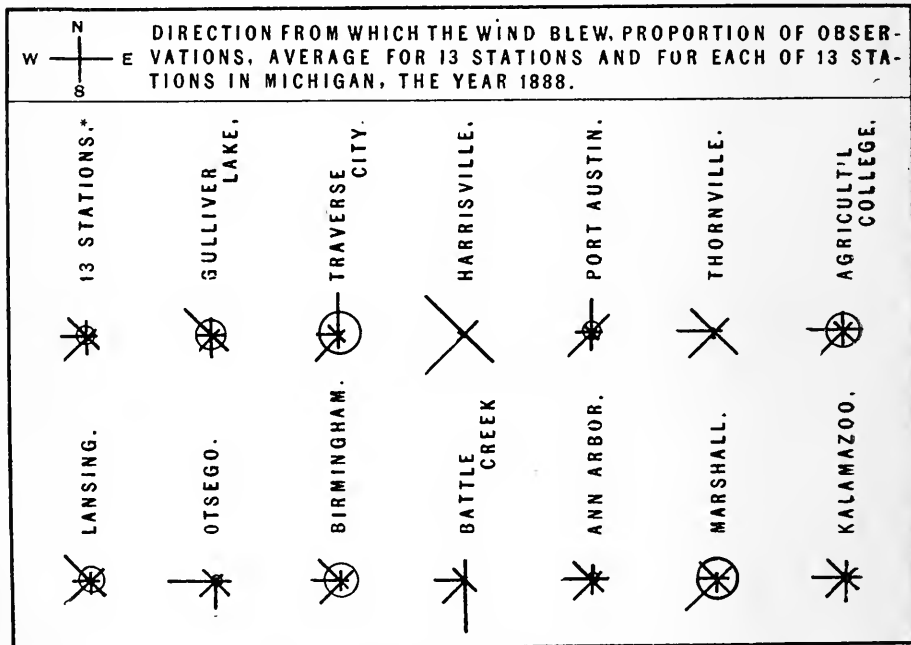 N
W E
S
DIRECTION FROM WHICH THE WIND BLEW, PROPORTION OF OBSER-
VATIONS, AVERAGE FOR 13 STATIONS AND FOR EACH OF 13 STA-
TIONS IN MICHIGAN, THE YEAR 1888.
13 STATIONS.*
GULLIVER
LAKE.
TRAVERSE
CITY.
HARRISVILLE.
PORT AUSTIN.
THORNVILLE.
AGRICULT'L
COLLEGE.
LANSING.
OTSEGO.
BIRMINGHAM.
BATTLE
CREEK
ANN ARBOR.
MARSHALL.
KALAMAZOO.